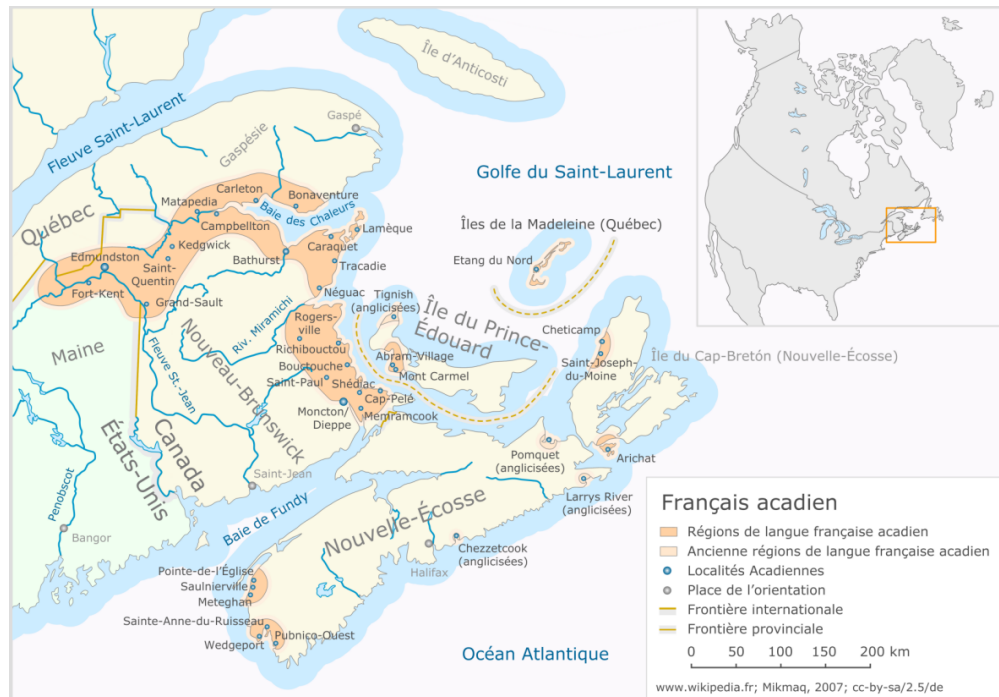 Île d'Anticosti
Fleuve Saint-Laurent
Gaspésie
Gaspé
Golfe du Saint-Laurent
Québec
Matapedia
Carleton
Bonaventure
Baie des Chaleurs
Campbellton
Lamèque
Caraquet
Kedgwick
Edmundston
Saint-
Quentin
Bathurst
Tracadie
Fort-Kent
Grand-Sault
Néguac
Îles de la Madeleine (Québec)
Etang du Nord
Tignish
(anglicisées)
Île du Prince-
Édouard
Maine
Fleuve St.-Jean
Nouveau-Brunswick
Riv. Miramichi
Rogers-
ville
Richibouctou
Bouctouche
Saint-Paul
Shédiac
Cap-Pelé
Moncton/
Dieppe
Memramcook
Abram-Village
Mont Carmel
Cheticamp
Saint-Joseph-
du-Moine
Île du Cap-Bretón (Nouvelle-Écosse)
États-Unis
Canada
Penobscot
Bangor
Saint-Jean
Baie de Fundy
Nouvelle-Écosse
Pomquet
(anglicisées)
Arichat
Larrys River
(anglicisées)
Chezzetcook
(anglicisées)
Halifax
Pointe-de-l'Église
Saulnierville
Meteghan
Sainte-Anne-du-Ruisseau
Pubnico-Ouest
Wedgeport
Océan Atlantique
Français acadien
Régions de langue française acadien
Ancienne régions de langue française acadien
Localités Acadiennes
Place de l'orientation
Frontière internationale
Frontière provinciale
0 50 100 150 200 km
www.wikipedia.fr; Mikmaq, 2007; cc-by-sa/2.5/de